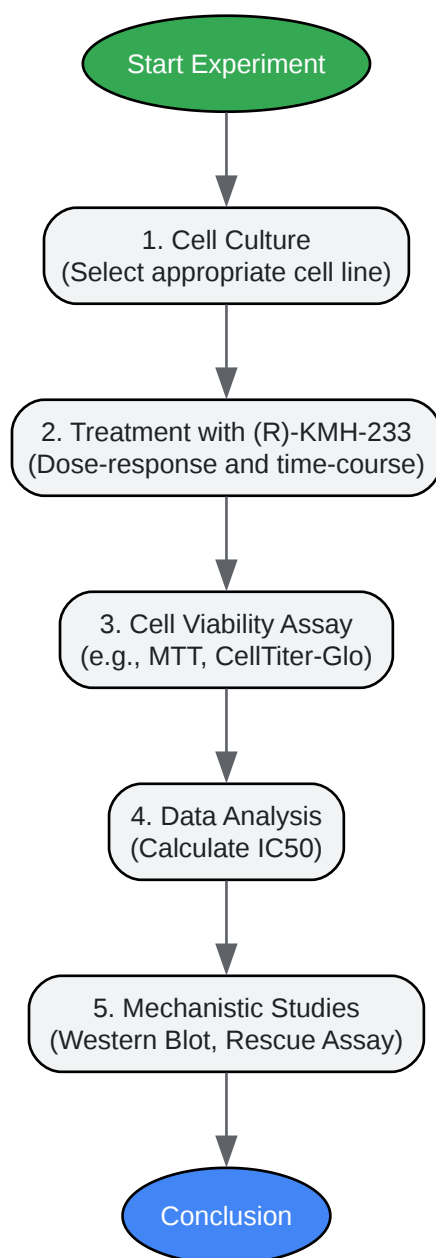 Start Experiment
1. Cell Culture
(Select appropriate cell line)
2. Treatment with (R)-KMH-233
(Dose-response and time-course)
3. Cell Viability Assay
(e.g., MTT, CellTiter-Glo)
4. Data Analysis
(Calculate IC50)
5. Mechanistic Studies
(Western Blot, Rescue Assay)
Conclusion